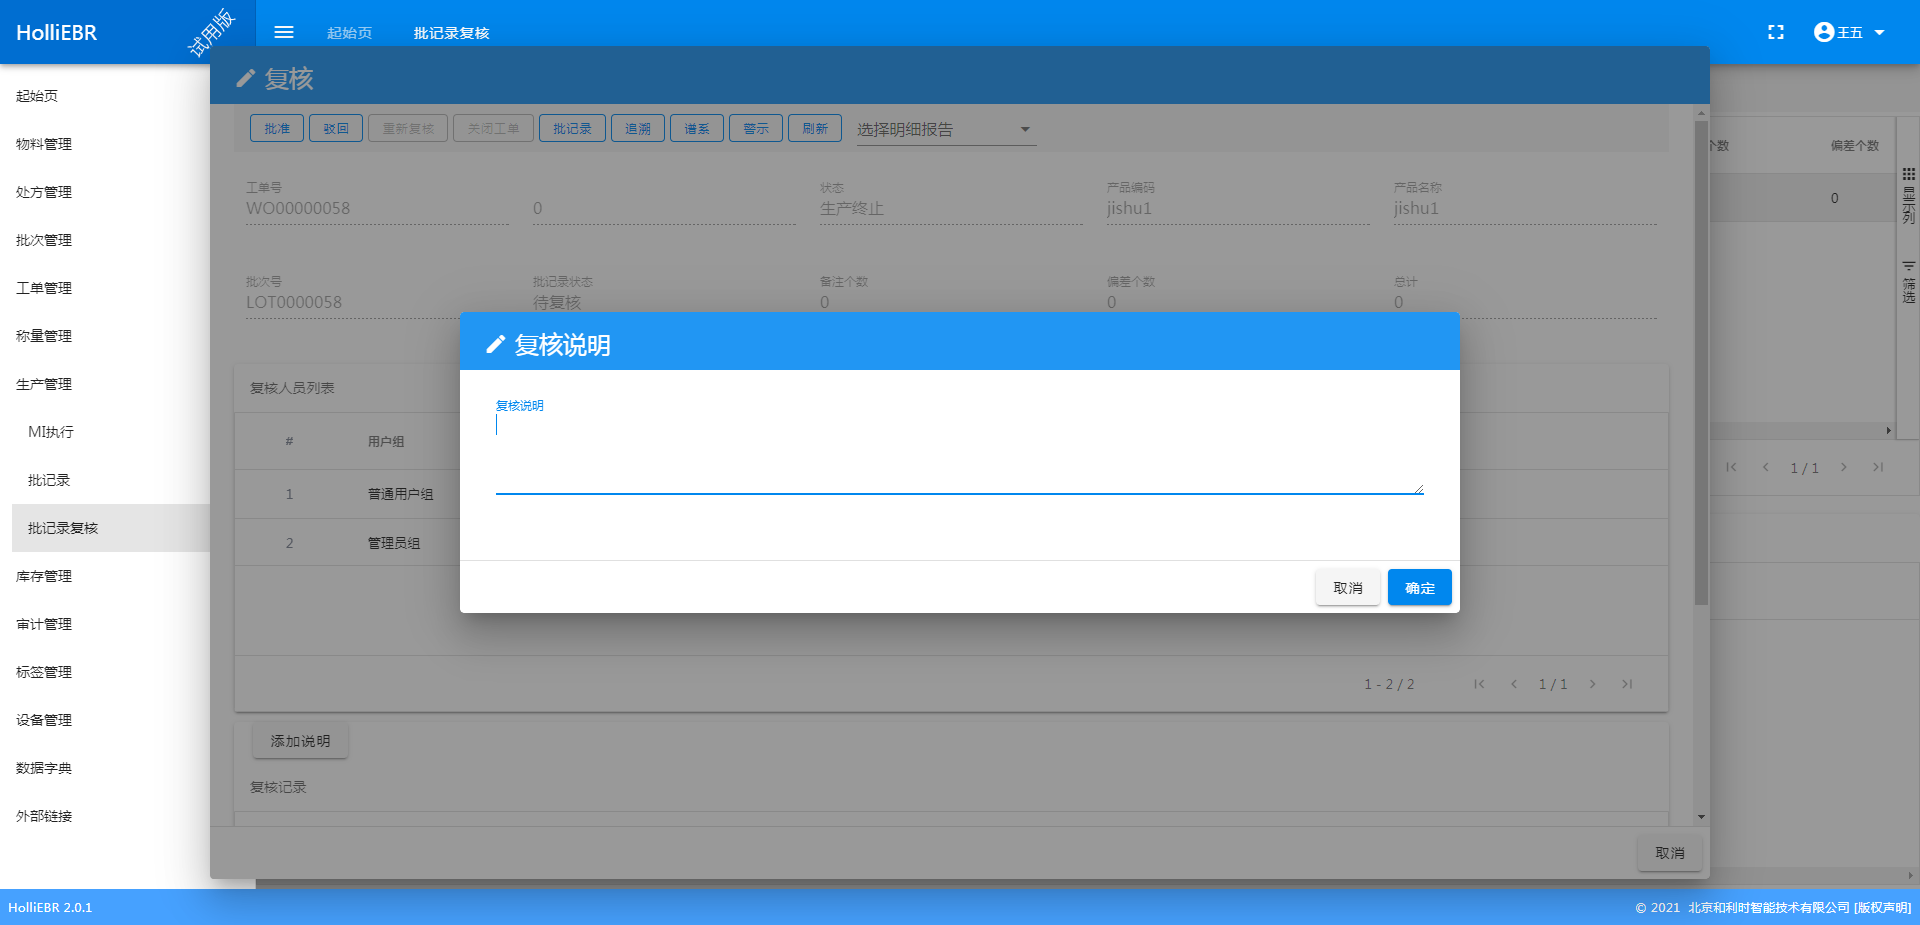 HolliEBR
试用版
起始页
批记录复核
王五
起始页
物料管理
处方管理
批次管理
工单管理
称量管理
生产管理
MI执行
批记录
批记录复核
库存管理
审计管理
标签管理
设备管理
数据字典
外部链接
复核
批准 驳回 重新复核 关闭工单 批记录 追溯 谱系 警示 刷新 选择明细报告
工单号 状态 产品编码 产品名称
WO00000058 0 生产终止 jishu1 jishu1
批次号 批记录状态 备注个数 偏差个数 总计
LOT0000058 待复核 0 0 0
复核人员列表
# 用户组
1 普通用户组
2 管理员组
1 - 2 / 2 1 / 1
添加说明
复核记录
取消
复核说明
复核说明
取消 确定
个数 偏差个数
0
显示列
筛选
1 / 1
HolliEBR 2.0.1
© 2021 北京和利时智能技术有限公司 [版权声明]